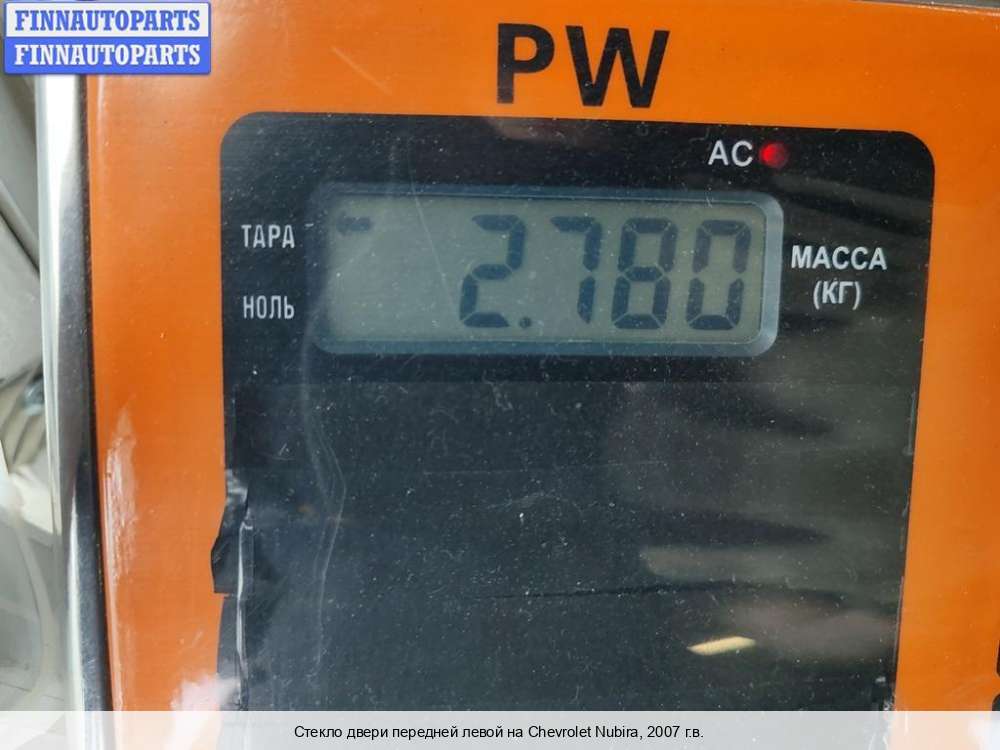 FINNAUTOPARTS
FINNAUTOPARTS
PW
AC
ТАРА
2.780
МАССА
(КГ)
НОЛЬ
Стекло двери передней левой на Chevrolet Nubira, 2007 г.в.